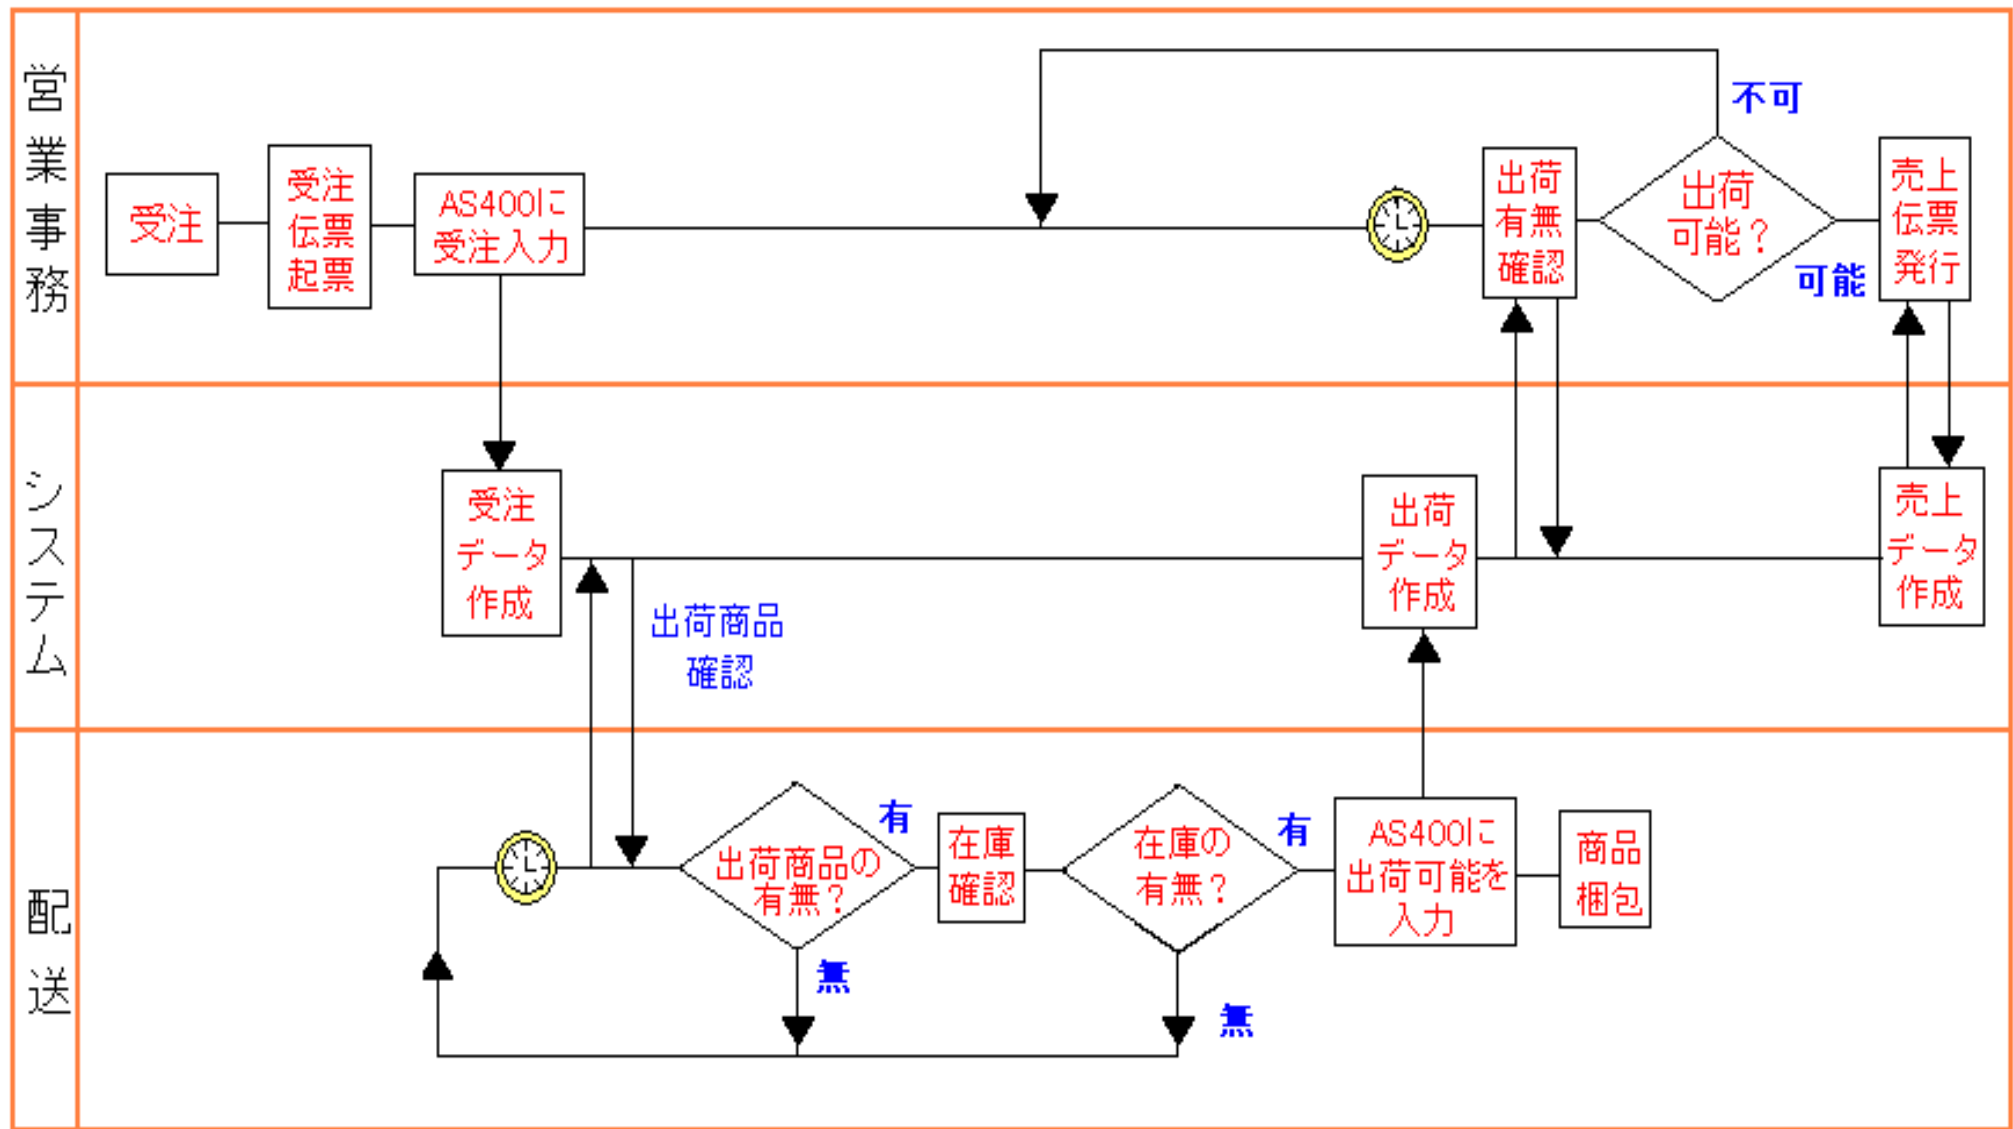 営業事務
受注
受注
伝票
起票
AS400に
受注入力
出荷
有無
確認
出荷
可能？
不可
可能
売上
伝票
発行
システム
受注
データ
作成
出荷商品
確認
出荷
データ
作成
売上
データ
作成
配送
出荷商品の
有無？
有
無
在庫
確認
在庫の
有無？
有
無
AS400に
出荷可能を
入力
商品
梱包